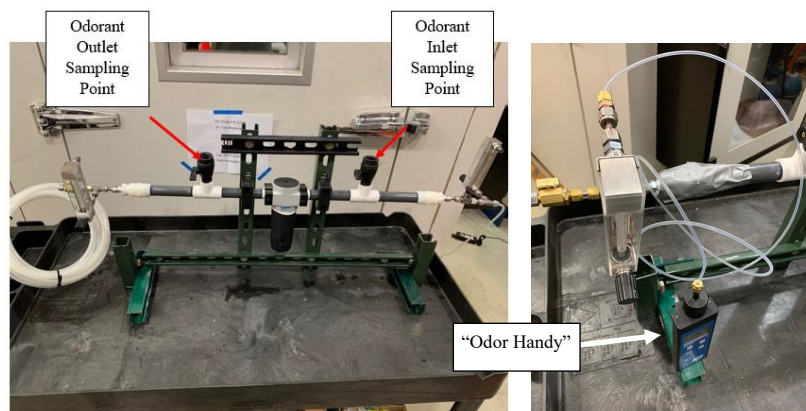 Odorant
Outlet
Sampling
Point
Odorant
Inlet
Sampling
Point
“Odor Handy”